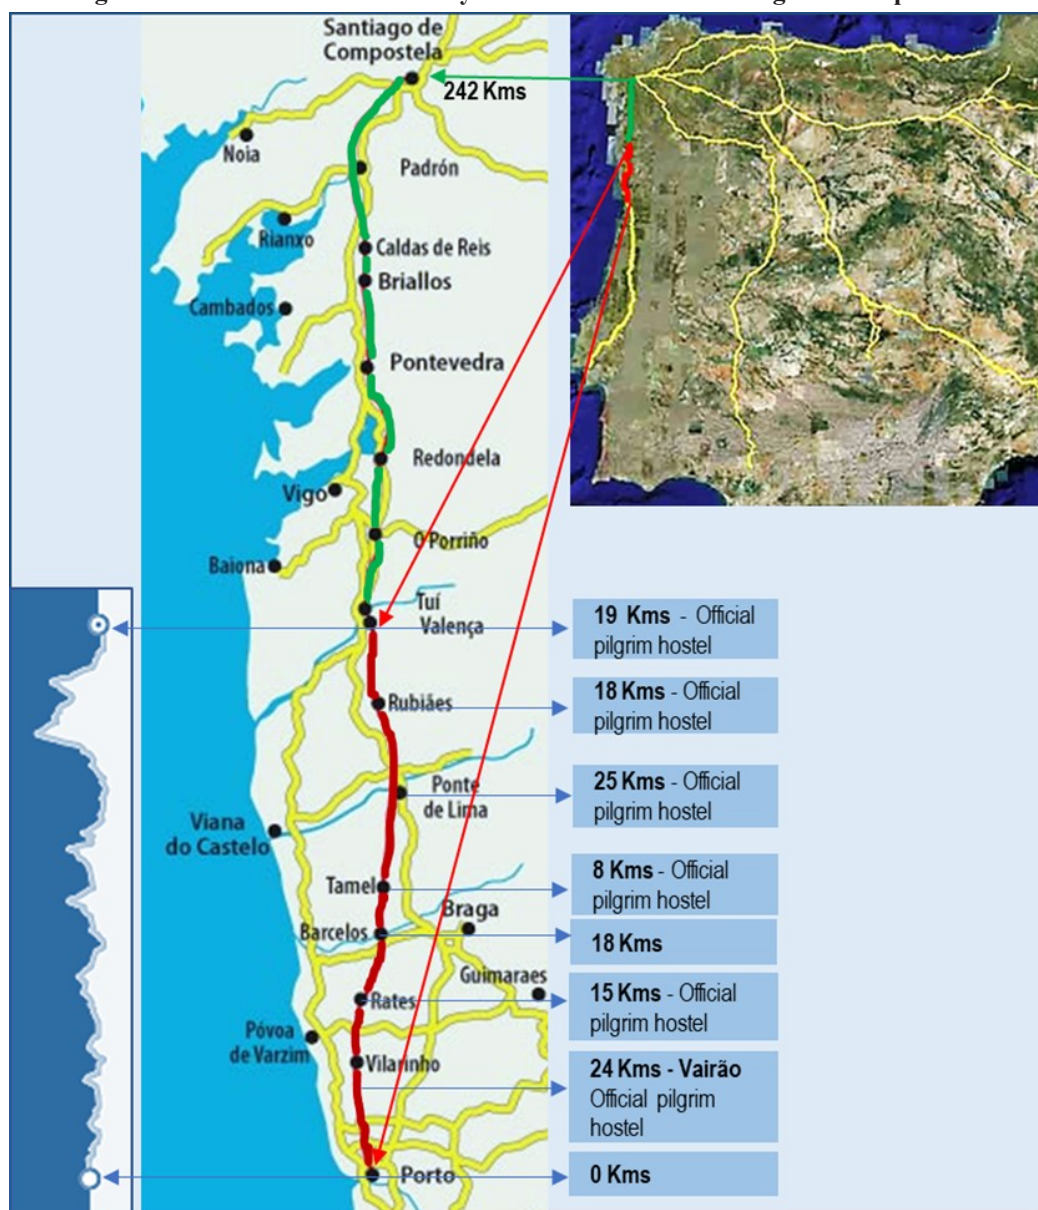 Santiago de
Compostela
242 Kms
Noia
Padrón
Rianxo
Caldas de Reis
Briallos
Cambados
Pontevedra
Redondela
Vigo
O Porriño
Baiona
Tuí
Valença
Rubiães
Ponte
de Lima
Viana
do Castelo
Tamel
Braga
Barcelos
Guimaraes
Rates
Póvoa
de Varzim
Vilarinho
Porto
19 Kms - Official
pilgrim hostel
18 Kms - Official
pilgrim hostel
25 Kms - Official
pilgrim hostel
8 Kms - Official
pilgrim hostel
18 Kms
15 Kms - Official
pilgrim hostel
24 Kms - Vairão
Official pilgrim
hostel
0 Kms